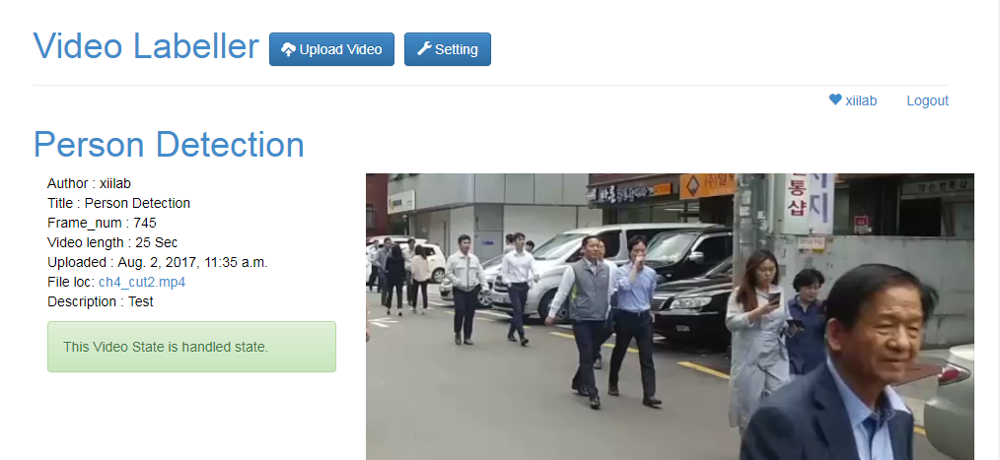 Video Labeller
Upload Video
Setting
xiilab
Logout
Person Detection
Author : xiilab
Title : Person Detection
Frame_num : 745
Video length : 25 Sec
Uploaded : Aug. 2, 2017, 11:35 a.m.
File loc: ch4_cut2.mp4
Description : Test
This Video State is handled state.
통샵
지